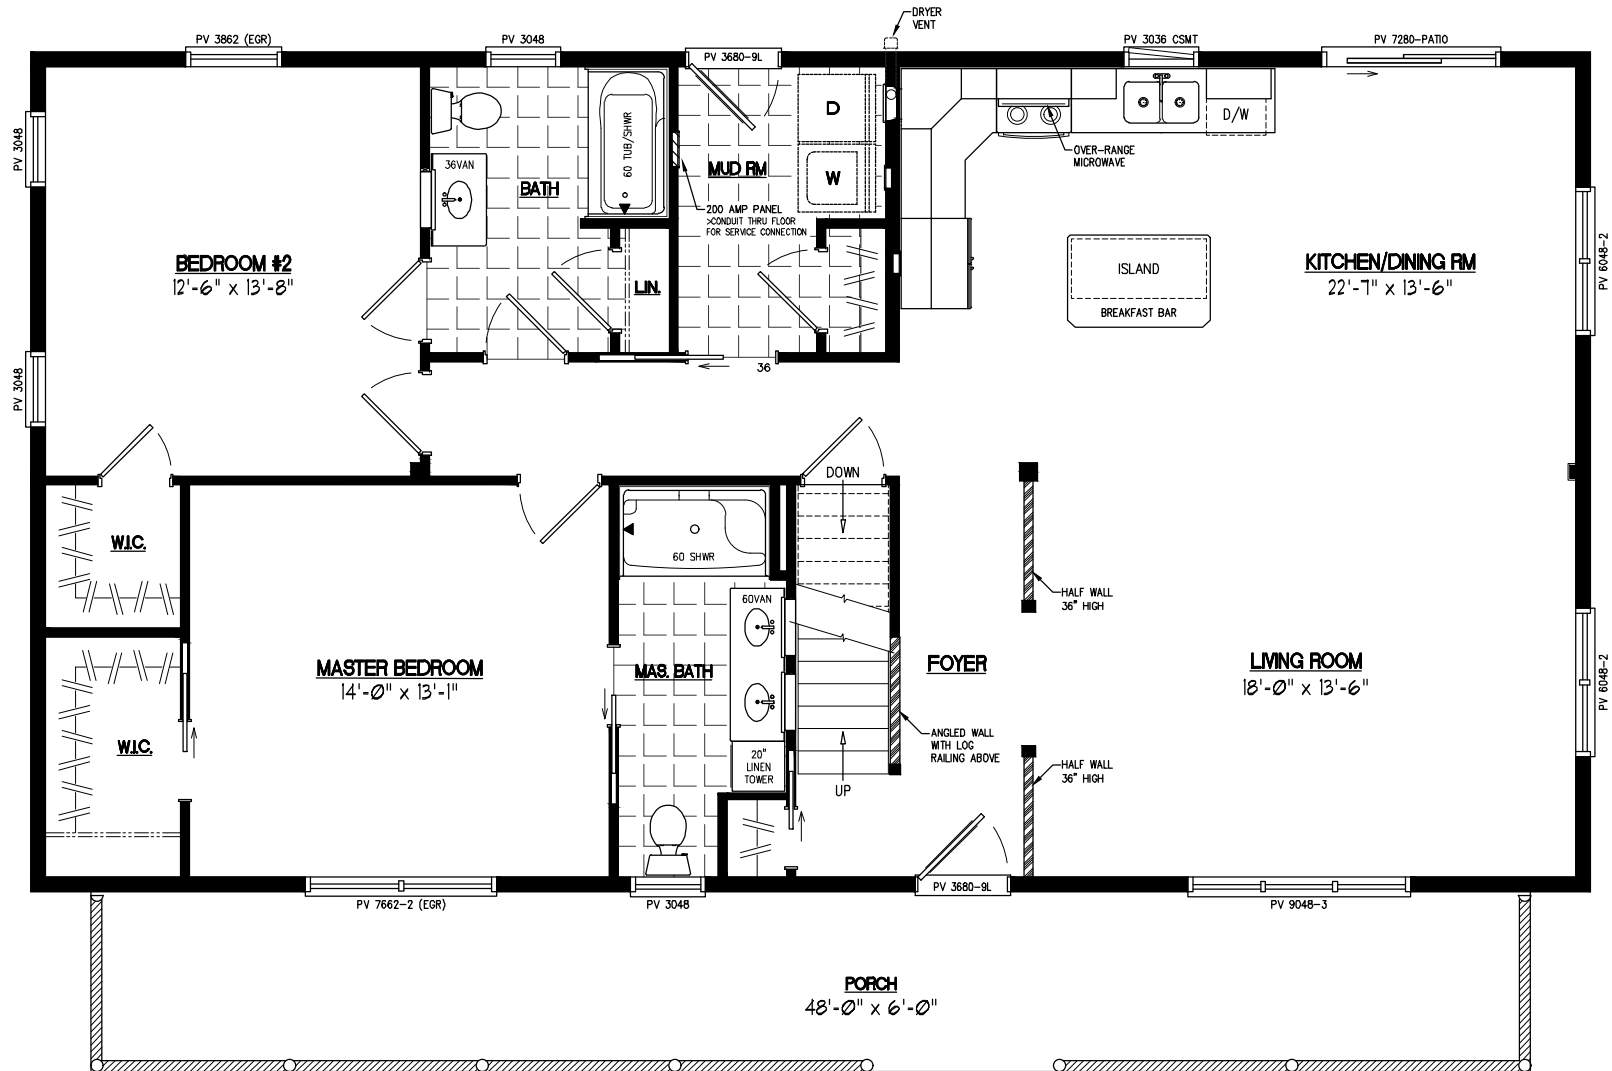 DRYER
VENT
PV 3862 (EGR)
PV 3048
PV 3680-9L
PV 3036 CSMT
PV 7280-PATIO
PV 3048
36VAN
BATH
60 TUB/SHWR
MUD RM
D
W
D/W
OVER-RANGE
MICROWAVE
200 AMP PANEL
>CONDUIT THRU FLOOR
FOR SERVICE CONNECTION
BEDROOM #2
12'-6" x 13'-8"
LIN.
ISLAND
BREAKFAST BAR
KITCHEN/DINING RM
22'-7" x 13'-6"
PV 6048-2
PV 3048
36
DOWN
W.I.C.
60 SHWR
HALF WALL
36" HIGH
60VAN
MASTER BEDROOM
14'-0" x 13'-1"
MAS. BATH
FOYER
LIVING ROOM
18'-0" x 13'-6"
PV 6048-2
W.I.C.
20"
LINEN
TOWER
UP
ANGLED WALL
WITH LOG
RAILING ABOVE
HALF WALL
36" HIGH
PV 7662-2 (EGR)
PV 3048
PV 3680-9L
PV 9048-3
PORCH
48'-0" x 6'-0"